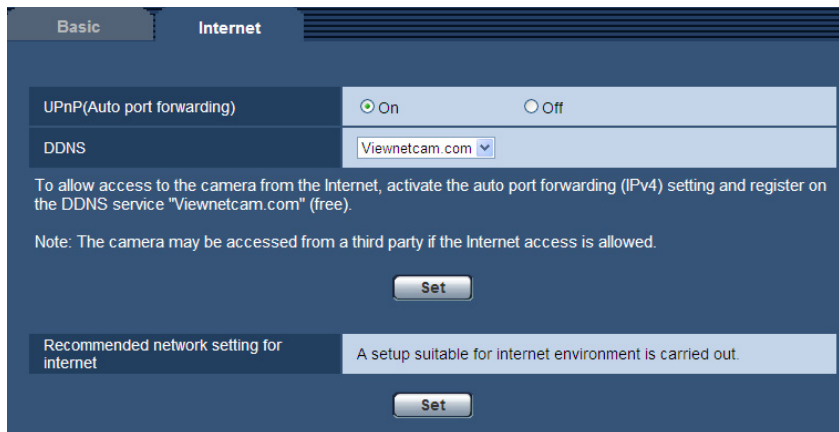 Basic
Internet
UPnP(Auto port forwarding)
On
Off
DDNS
Viewnetcam.com
To allow access to the camera from the Internet, activate the auto port forwarding (IPv4) setting and register on
the DDNS service "Viewnetcam.com" (free).
Note: The camera may be accessed from a third party if the Internet access is allowed.
Set
Recommended network setting for
internet
A setup suitable for internet environment is carried out.
Set